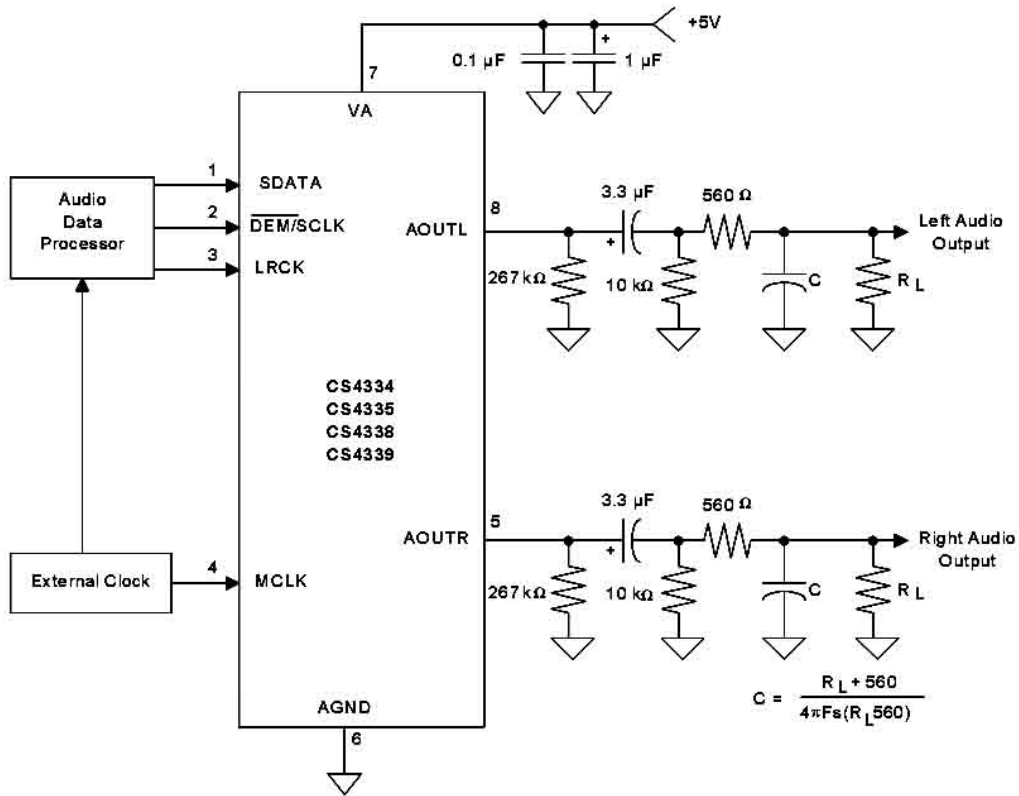 +5V
0.1 µF
+
1 µF
7
VA
1
SDATA
Audio
Data
Processor
2
DEM/SCLK
3
LRCK
8
AOUTL
3.3 µF
560 Ω
+
267 kΩ
10 kΩ
C
R L
Left Audio
Output
CS4334
CS4335
CS4338
CS4339
5
AOUTR
3.3 µF
560 Ω
+
267 kΩ
10 kΩ
C
R L
Right Audio
Output
External Clock
4
MCLK
AGND
6
C = R L + 560
4πFs(R L 560)